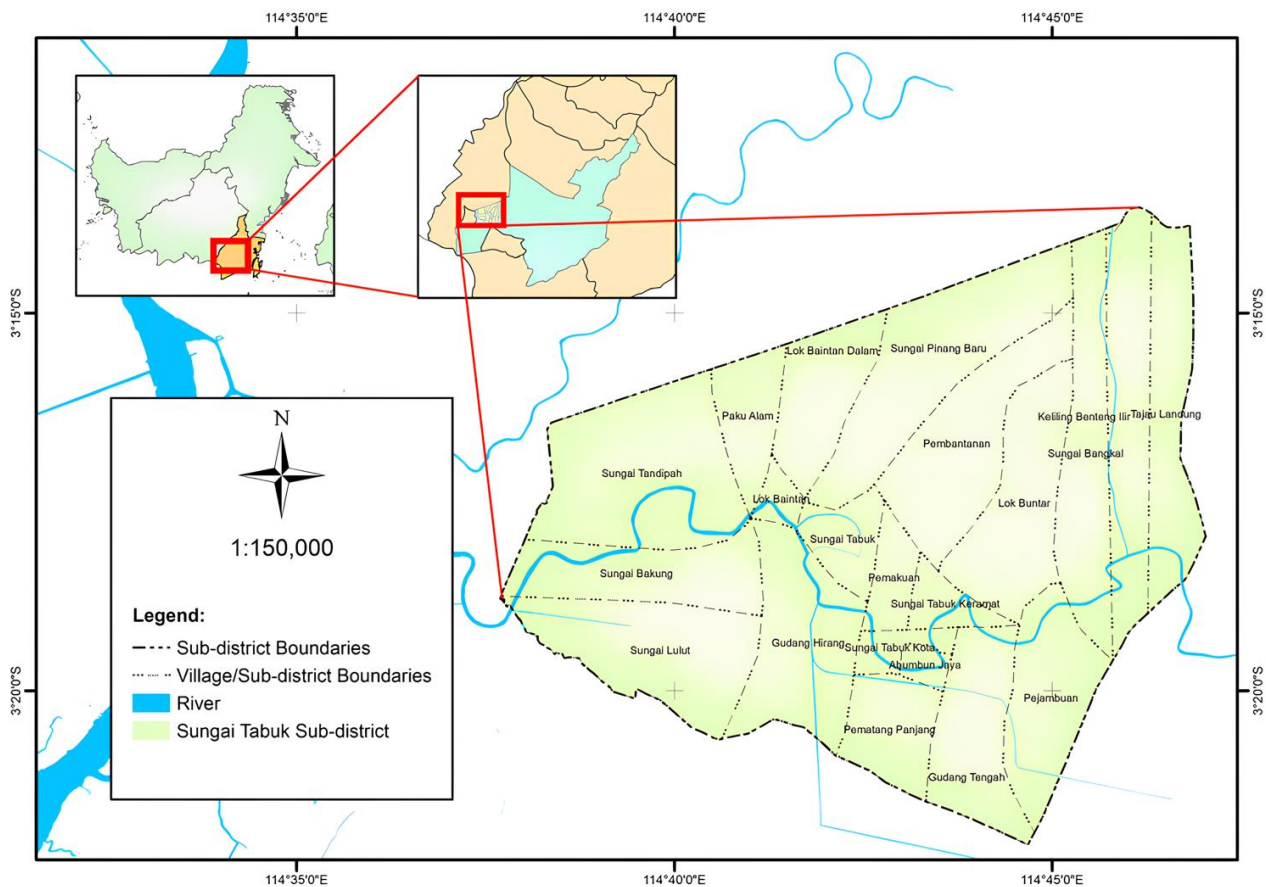 114°35'0"E
114°40'0"E
114°45'0"E
3°15'0"S
3°15'0"S
Lok Baintan Dalam
Sungai Pinang Baru
Paku Alam
Keliling Benteng Ilir
Tajau Landung
N
Pembantanan
Sungai Bangkal
Sungai Tandipah
Lok Baintan
Lok Buntar
1:150,000
Sungai Tabuk
Sungai Bakung
Pemakuan
Sungai Tabuk Keramat
Legend:
Sub-district Boundaries
Village/Sub-district Boundaries
River
Sungai Tabuk Sub-district
Sungai Lulut
Gudang Hirang
Sungai Tabuk Kota
Abumbun Jaya
3°20'0"S
3°20'0"S
Pejambuan
Pematang Panjang
Gudang Tengah
114°35'0"E
114°40'0"E
114°45'0"E